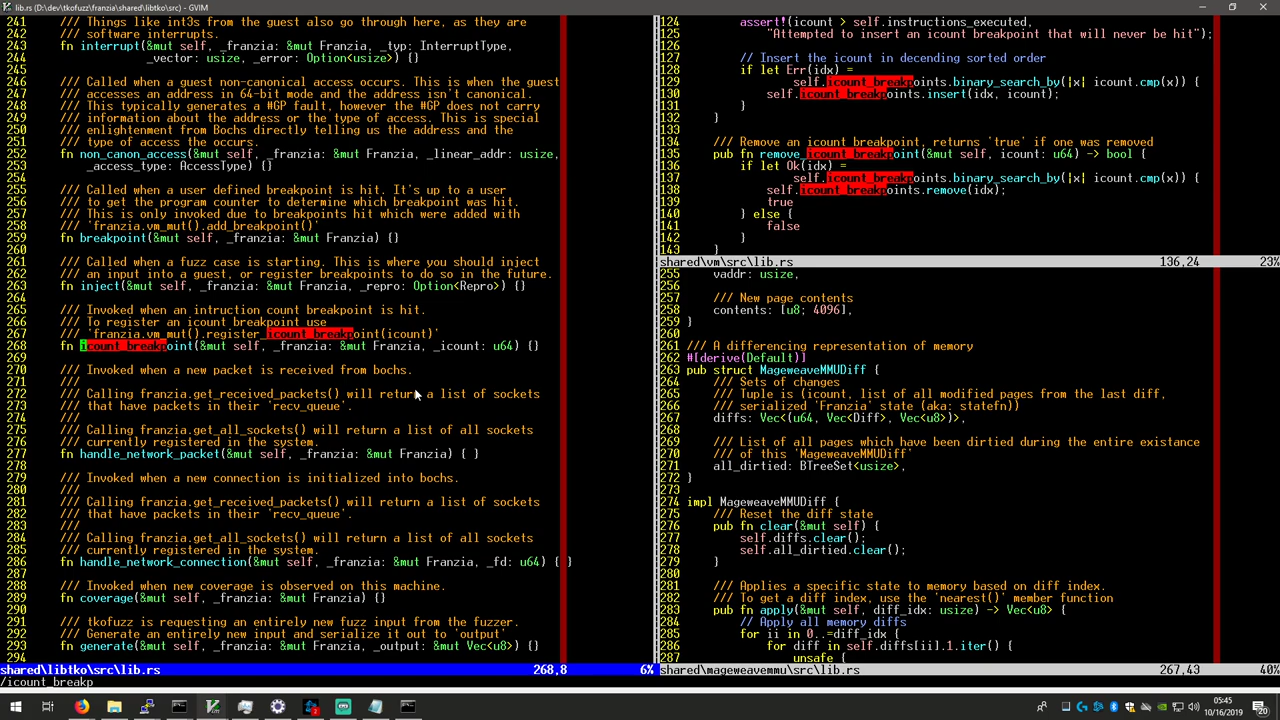 lib.rs (D:\dev\tkofuzz\franzia\shared\libtko\src) - GVIM
241 /// Things like int3s from the guest also go through here, as they are
242 /// software interrupts.
243 fn interrupt(&mut self, _franzia: &mut Franzia, _typ: InterruptType,
244 _vector: usize, _error: Option<usize>) {}
245
246 /// Called when a guest non-canonical access occurs. This is when the guest
247 /// accesses an address in 64-bit mode and the address isn't canonical.
248 /// This typically generates a #GP fault, however the #GP does not carry
249 /// information about the address or the type of access. This is special
250 /// enlightenment from Bochs directly telling us the address and the
251 /// type of access the occurs.
252 fn non_canon_access(&mut self, _franzia: &mut Franzia, _linear_addr: usize,
253 _access_type: AccessType) {}
254
255 /// Called when a user defined breakpoint is hit. It's up to a user
256 /// to get the program counter to determine which breakpoint was hit.
257 /// This is only invoked due to breakpoints hit which were added with
258 /// `franzia.vm_mut().add_breakpoint()`
259 fn breakpoint(&mut self, _franzia: &mut Franzia) {}
260
261 /// Called when a fuzz case is starting. This is where you should inject
262 /// an input into a guest, or register breakpoints to do so in the future.
263 fn inject(&mut self, _franzia: &mut Franzia, _repro: Option<Repro>) {}
264
265 /// Invoked when an intruction count breakpoint is hit.
266 /// To register an icount breakpoint use
267 /// `franzia.vm_mut().register_icount_breakpoint(icount)`.
268 fn icount_breakpoint(&mut self, _franzia: &mut Franzia, _icount: u64) {}
269
270 /// Invoked when a new packet is received from bochs.
271 ///
272 /// Calling franzia.get_received_packets() will return a list of sockets
273 /// that have packets in their `recv_queue`.
274 ///
275 /// Calling franzia.get_all_sockets() will return a list of all sockets
276 /// currently registered in the system.
277 fn handle_network_packet(&mut self, _franzia: &mut Franzia) { }
278
279 /// Invoked when a new connection is initialized into bochs.
280 ///
281 /// Calling franzia.get_received_packets() will return a list of sockets
282 /// that have packets in their `recv_queue`.
283 ///
284 /// Calling franzia.get_all_sockets() will return a list of all sockets
285 /// currently registered in the system.
286 fn handle_network_connection(&mut self, _franzia: &mut Franzia, _fd: u64) { }
287
288 /// Invoked when new coverage is observed on this machine.
289 fn coverage(&mut self, _franzia: &mut Franzia) {}
290
291 /// tkofuzz is requesting an entirely new fuzz input from the fuzzer.
292 /// Generate an entirely new input and serialize it out to `output`
293 fn generate(&mut self, _franzia: &mut Franzia, _output: &mut Vec<u8>) {}
294
shared\libtko\src\lib.rs 268,8 6%
/icount_breakp
124 assert!(icount > self.instructions_executed,
125 "Attempted to insert an icount breakpoint that will never be hit");
126
127 // Insert the icount in decending sorted order
128 if let Err(idx) =
129 self.icount_breakpoints.binary_search_by(|x| icount.cmp(x)) {
130 self.icount_breakpoints.insert(idx, icount);
131 }
132 }
133
134 /// Remove an icount breakpoint, returns `true` if one was removed
135 pub fn remove_icount_breakpoint(&mut self, icount: u64) -> bool {
136 if let Ok(idx) =
137 self.icount_breakpoints.binary_search_by(|x| icount.cmp(x)) {
138 self.icount_breakpoints.remove(idx);
139 true
140 } else {
141 false
142 }
143 }
shared\vm\src\lib.rs 136,24 23%
255 vaddr: usize,
256
257 /// New page contents
258 contents: [u8; 4096],
259 }
260
261 /// A differencing representation of memory
262 #[derive(Default)]
263 pub struct MageweaveMMUDiff {
264 /// Sets of changes
265 /// Tuple is (icount, list of all modified pages from the last diff,
266 /// serialized `Franzia` state (aka: statefn))
267 diffs: Vec<(u64, Vec<Diff>, Vec<u8>)>,
268
269 /// List of all pages which have been dirtied during the entire existance
270 /// of this `MageweaveMMUDiff`
271 all_dirtied: BTreeSet<usize>,
272 }
273
274 impl MageweaveMMUDiff {
275 /// Reset the diff state
276 pub fn clear(&mut self) {
277 self.diffs.clear();
278 self.all_dirtied.clear();
279 }
280
281 /// Applies a specific state to memory based on diff index.
282 /// To get a diff index, use the `nearest()` member function
283 pub fn apply(&mut self, diff_idx: usize) -> Vec<u8> {
284 // Apply all memory diffs
285 for ii in 0..=diff_idx {
286 for diff in self.diffs[ii].1.iter() {
287 unsafe {
shared\mageweavemmu\src\lib.rs 267,43 40%
05:45
10/16/2019
20